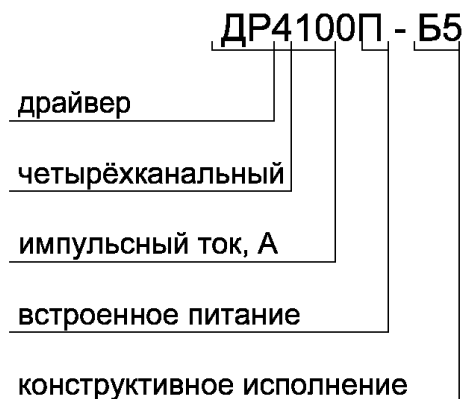 ДР4100П - Б5
драйвер
четырёхканальный
импульсный ток, А
встроенное питание
конструктивное исполнение